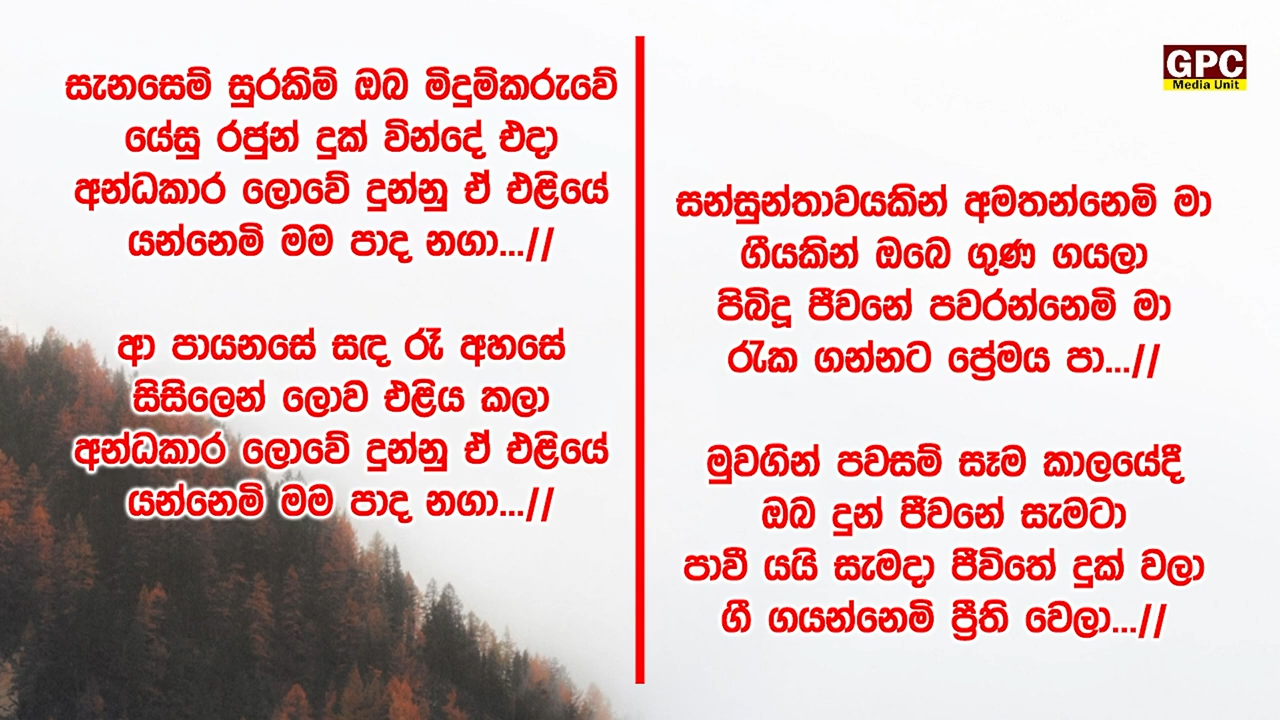 සැනසෙම් සුරකිම් ඔබ මිදුම්කරුවේ
යේසු රජුන් දුක් වින්දේ එදා
අන්ධකාර ලොවේ දුන්නු ඒ එළියේ
යන්නෙමි මම පාද නගා...//
ආ පායනසේ සඳ රෑ අහසේ
සිසිලෙන් ලොව එළිය කලා
අන්ධකාර ලොවේ දුන්නු ඒ එළියේ
යන්නෙමි මම පාද නගා...//
GPC
Media Unit
සන්සුන්තාවයකින් අමතන්නෙමි මා
ගීයකින් ඔබෙ ගුණ ගයලා
පිබිදූ ජීවනේ පවරන්නෙමි මා
රැක ගන්නට ප්‍රේමය පා...//
මුවගින් පවසම් සෑම කාලයේදී
ඔබ දුන් ජීවනේ සැමටා
පාවී යයි සැමදා ජීවිතේ දුක් වලා
ගී ගයන්නෙමි ප්‍රීති වෙලා...//